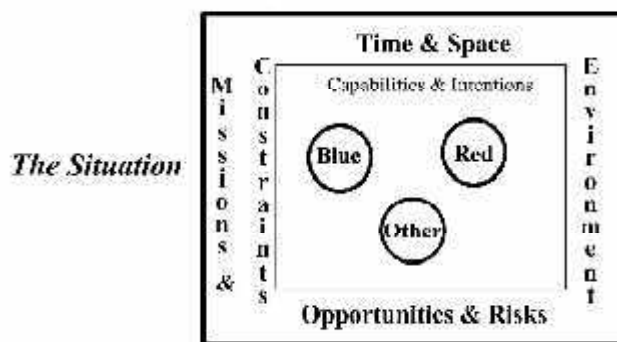 Time & Space
Missions &
Constraints
Environment
Capabilities & Intentions
Blue
Red
The Situation
Other
Opportunities & Risks